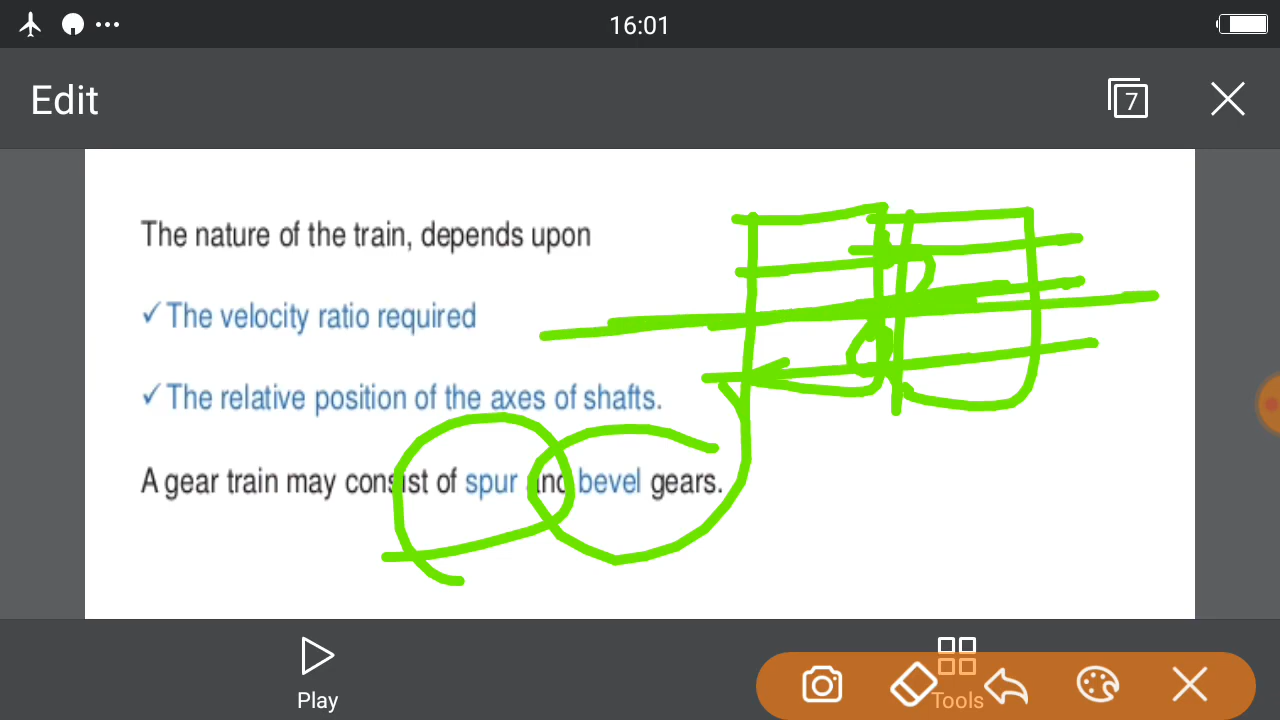 16:01
Edit
7
The nature of the train, depends upon
✓ The velocity ratio required
✓ The relative position of the axes of shafts.
A gear train may consist of spur and bevel gears.
Play
Tools